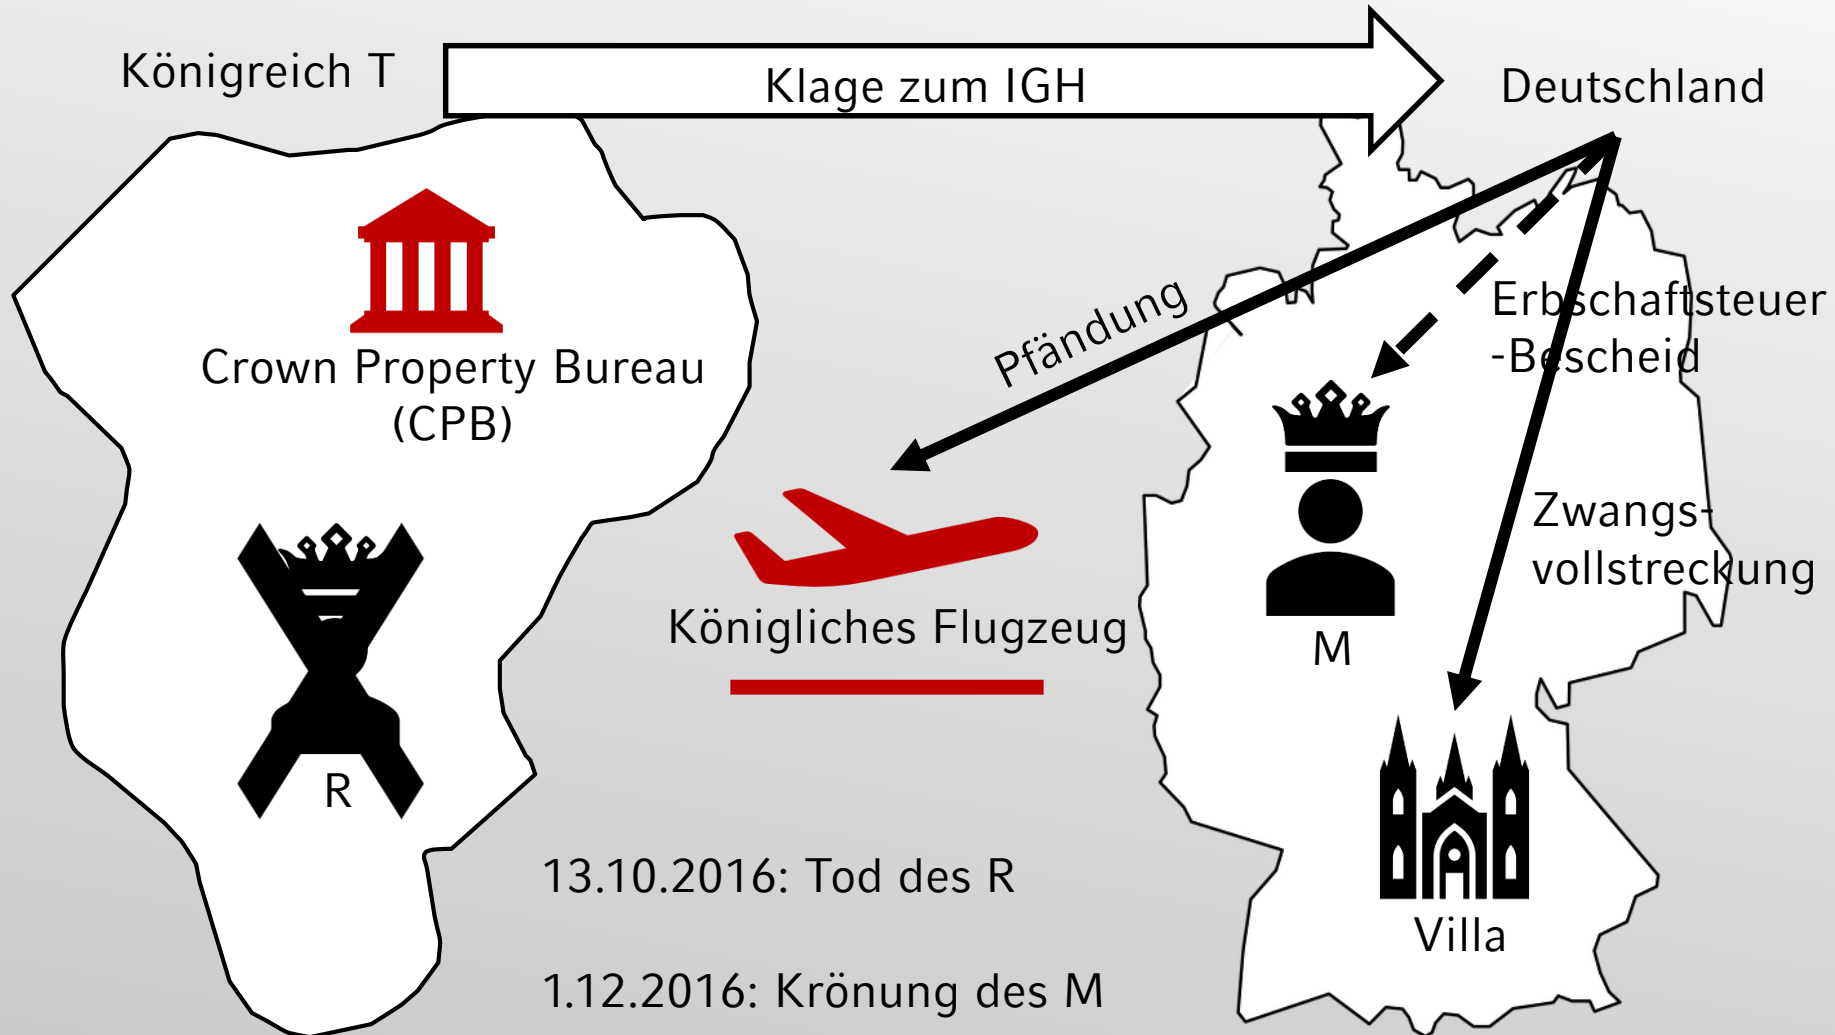 Königreich T
Klage zum IGH
Deutschland
Crown Property Bureau
(CPB)
Pfändung
Erbschaftsteuer
-Bescheid
Zwangs-
vollstreckung
Königliches Flugzeug
M
R
Villa
13.10.2016: Tod des R
1.12.2016: Krönung des M